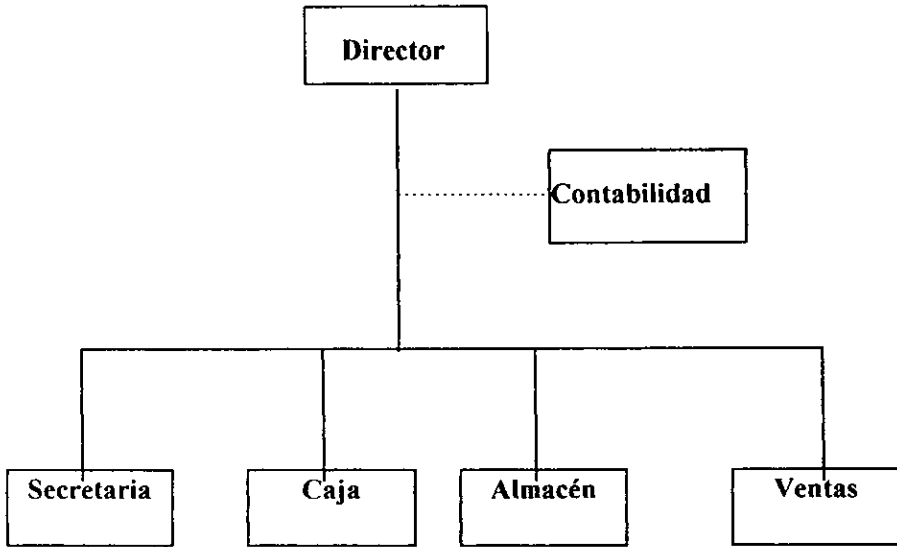 Director
Contabilidad
Secretaria
Caja
Almacén
Ventas